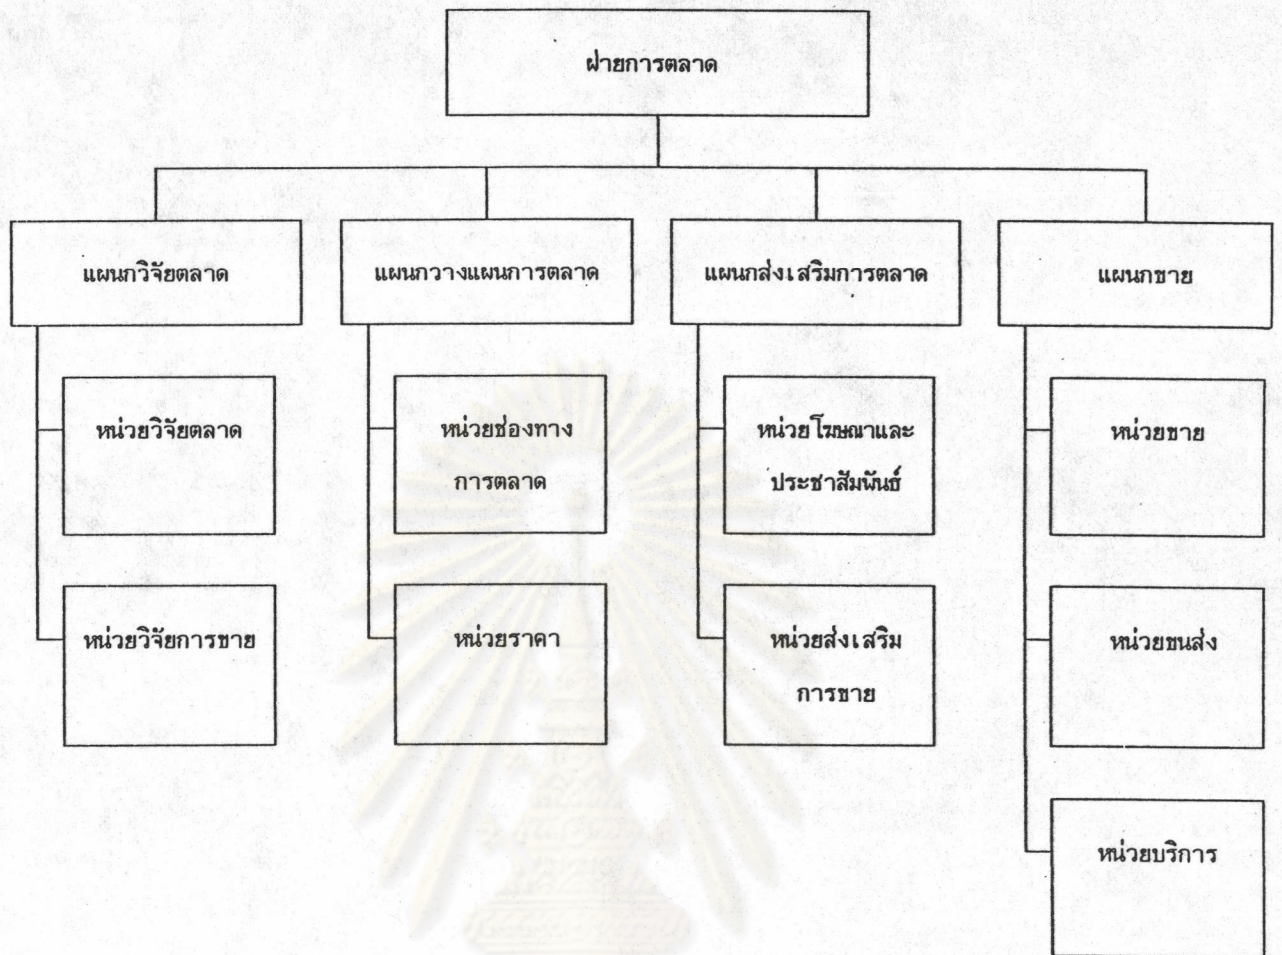 ฝ่ายการตลาด
แผนกวิจัยตลาด
แผนกวางแผนการตลาด
แผนกส่งเสริมการตลาด
แผนกขาย
หน่วยวิจัยตลาด
หน่วยช่องทาง
การตลาด
หน่วยโฆษณาและ
ประชาสัมพันธ์
หน่วยขาย
หน่วยวิจัยการขาย
หน่วยราคา
หน่วยส่งเสริม
การขาย
หน่วยขนส่ง
หน่วยบริการ